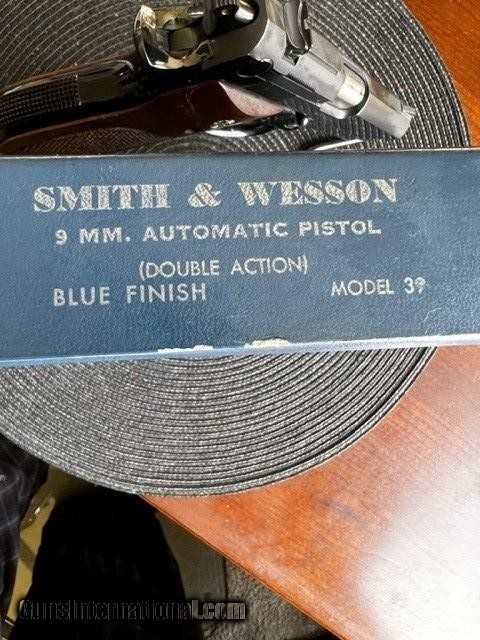 SMITH & WESSON
9 MM. AUTOMATIC PISTOL
(DOUBLE ACTION)
BLUE FINISH MODEL 39
GunsInternational.com